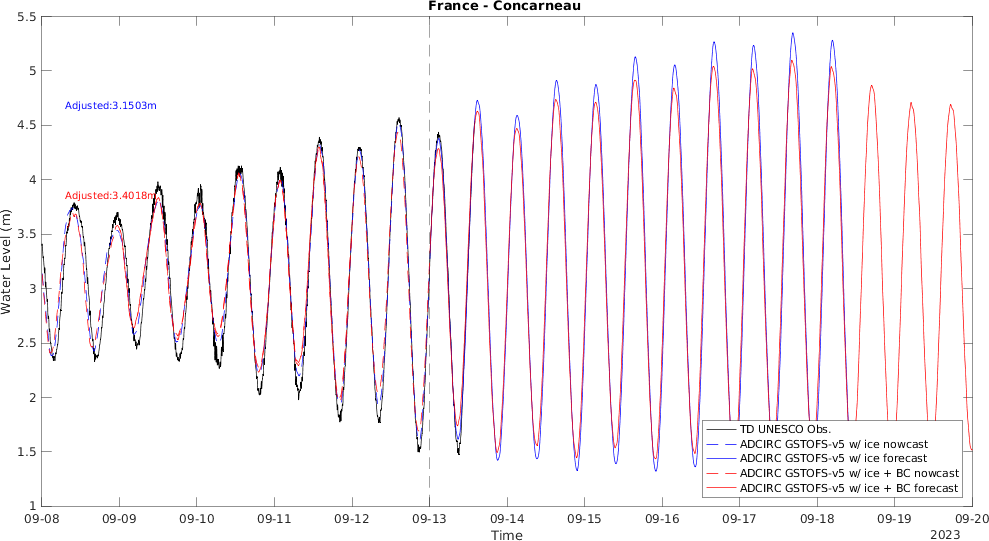 France - Concarneau
5.5
5
4.5
4
3.5
3
2.5
2
1.5
1
Water Level (m)
Adjusted:3.1503m
Adjusted:3.4018m
TD UNESCO Obs.
ADCIRC GSTOFS-v5 w/ ice nowcast
ADCIRC GSTOFS-v5 w/ ice forecast
ADCIRC GSTOFS-v5 w/ ice + BC nowcast
ADCIRC GSTOFS-v5 w/ ice + BC forecast
09-08 09-09 09-10 09-11 09-12 09-13 09-14 09-15 09-16 09-17 09-18 09-19 09-20
Time
2023